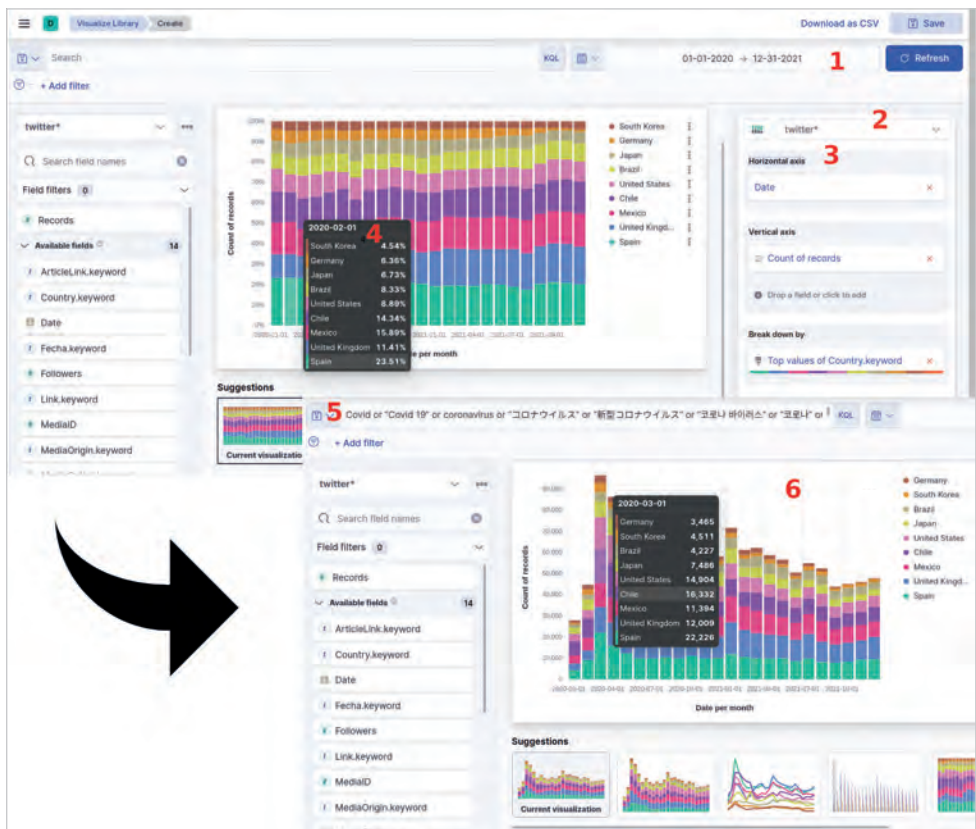 D Visualize Library Create Download as CSV Save
Search KQL 01-01-2020 → 12-31-2021 1 Refresh
+ Add filter
twitter*
Search field names
Field filters 0
Records
Available fields 14
ArticleLink.keyword
Country.keyword
Date
Fecha.keyword
Followers
Link.keyword
MediaID
MediaOrigin.keyword
Count of records
South Korea
Germany
Japan
Brazil
United States
Chile
Mexico
United Kingd...
Spain
2020-02-01
4
South Korea 4.54%
Germany 6.36%
Japan 6.73%
Brazil 8.33%
United States 8.89%
Chile 14.34%
Mexico 15.89%
United Kingdom 11.41%
Spain 23.51%
e per month
2
twitter*
3
Horizontal axis
Date
Vertical axis
Count of records
Drop a field or click to add
Break down by
Top values of Country.keyword
Suggestions
Current visualizatio
5 Covid or "Covid 19" or coronavirus or "コロナウイルス" or "新型コロナウイルス" or "코로나 바이러스" or "코로나" or KQL
+ Add filter
twitter*
Search field names
Field filters 0
Records
Available fields 14
ArticleLink.keyword
Country.keyword
Date
Fecha.keyword
Followers
Link.keyword
MediaID
MediaOrigin.keyword
6
Count of records
2020-03-01
Germany 3,465
South Korea 4,511
Brazil 4,227
Japan 7,486
United States 14,904
Chile 16,332
Mexico 11,394
United Kingdom 12,009
Spain 22,226
Germany
South Korea
Brazil
Japan
United States
Chile
Mexico
United Kingd...
Spain
Date per month
Suggestions
Current visualization